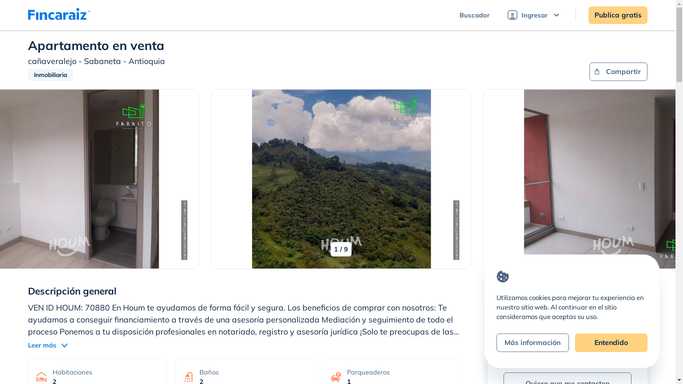 Fincaraiz
Buscador
Ingresar
Publica gratis
Apartamento en venta
cañaveralejo - Sabaneta - Antioquia
Inmobiliaria
Compartir
PARAITO
HOUM
HOUM
1 / 9
HOUM
Descripción general
VEN ID HOUM: 70880 En Houm te ayudamos de forma fácil y segura. Los beneficios de comprar con nosotros: Te
ayudamos a conseguir financiamiento a través de una asesoría personalizada Mediación y seguimiento de todo el
proceso Ponemos a tu disposición profesionales en notariado, registro y asesoría jurídica ¡Solo te preocupas de las...
Leer más
Habitaciones
2
Baños
2
Parqueaderos
1
Utilizamos cookies para mejorar tu experiencia en
nuestro sitio web. Al continuar en el sitio
consideramos que aceptas su uso.
Más información
Entendido
Quiero que me contacten